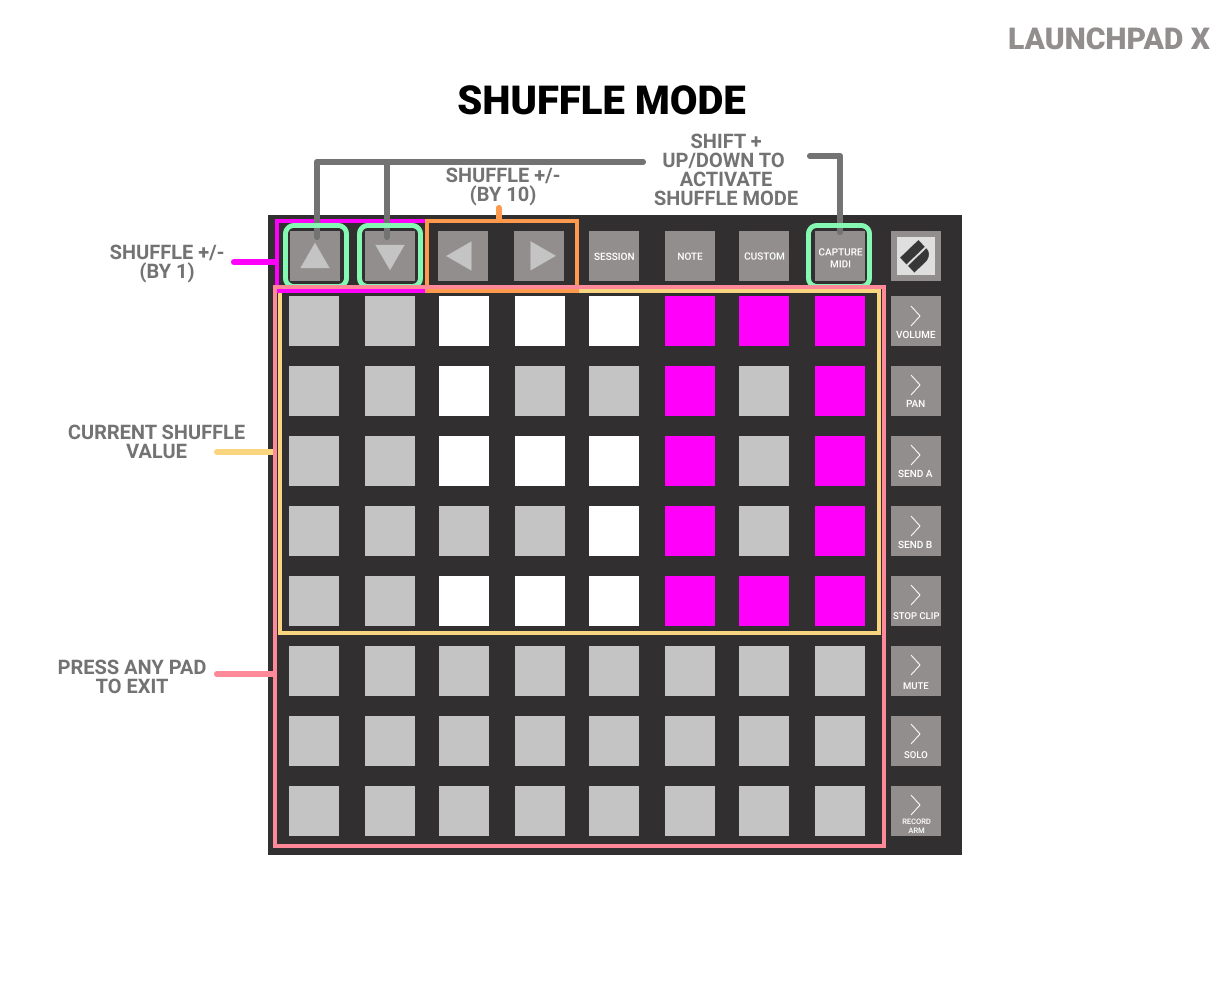 LAUNCHPAD X
SHUFFLE MODE
SHIFT +
UP/DOWN TO
ACTIVATE
SHUFFLE MODE
SHUFFLE +/-
(BY 10)
SHUFFLE +/-
(BY 1)
SESSION
NOTE
CUSTOM
CAPTURE
MIDI
VOLUME
PAN
CURRENT SHUFFLE
VALUE
SEND A
SEND B
STOP CLIP
PRESS ANY PAD
TO EXIT
MUTE
SOLO
RECORD
ARM